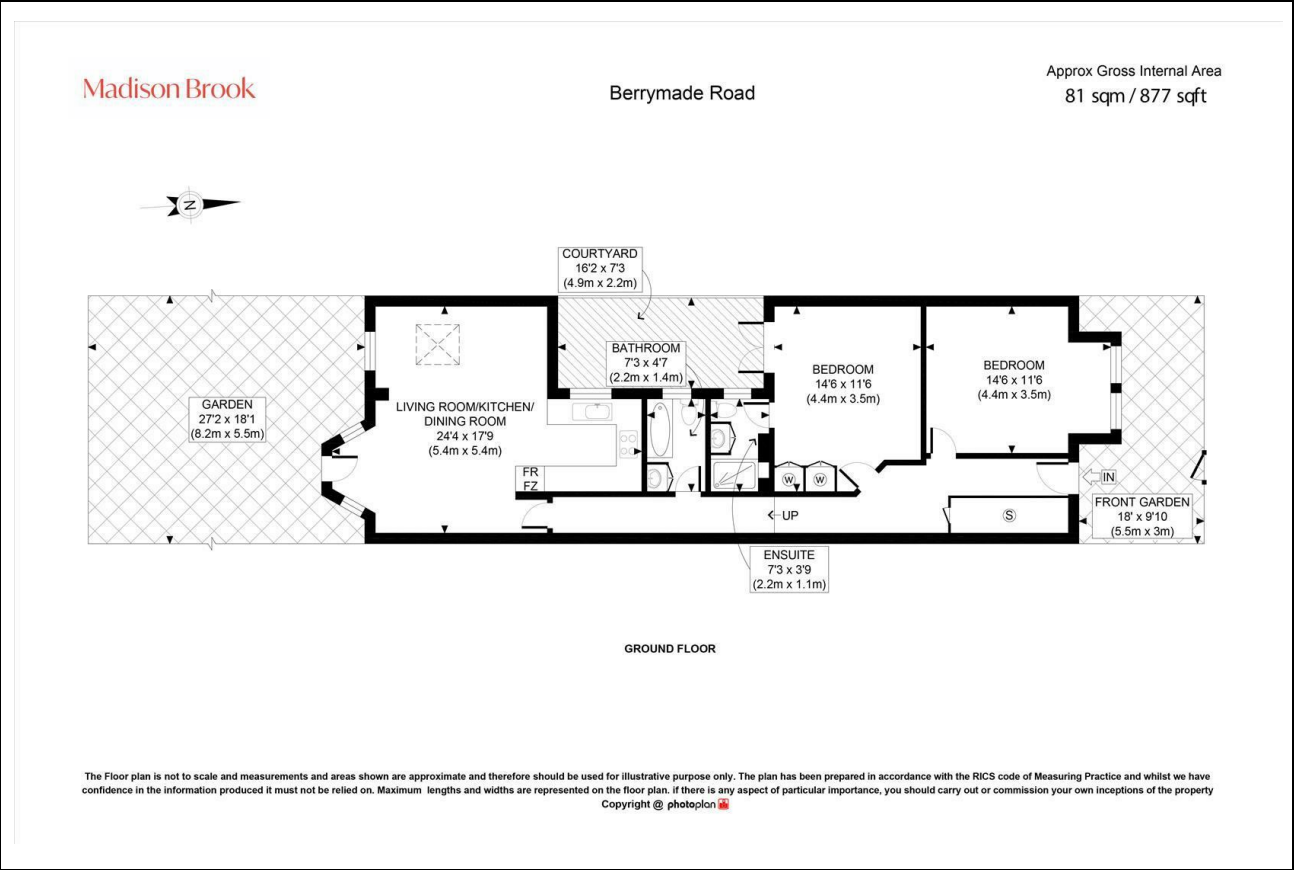 Madison Brook
Berrymade Road
Approx Gross Internal Area
81 sqm / 877 sqft
N
COURTYARD
16'2 x 7'3
(4.9m x 2.2m)
BATHROOM
7'3 x 4'7
(2.2m x 1.4m)
BEDROOM
14'6 x 11'6
(4.4m x 3.5m)
BEDROOM
14'6 x 11'6
(4.4m x 3.5m)
GARDEN
27'2 x 18'1
(8.2m x 5.5m)
LIVING ROOM/KITCHEN/
DINING ROOM
24'4 x 17'9
(5.4m x 5.4m)
FR
FZ
W
W
IN
FRONT GARDEN
18' x 9'10
(5.5m x 3m)
UP
S
ENSUITE
7'3 x 3'9
(2.2m x 1.1m)
GROUND FLOOR
The Floor plan is not to scale and measurements and areas shown are approximate and therefore should be used for illustrative purpose only. The plan has been prepared in accordance with the RICS code of Measuring Practice and whilst we have
confidence in the information produced it must not be relied on. Maximum lengths and widths are represented on the floor plan. if there is any aspect of particular importance, you should carry out or commission your own inceptions of the property
Copyright @ photoplan